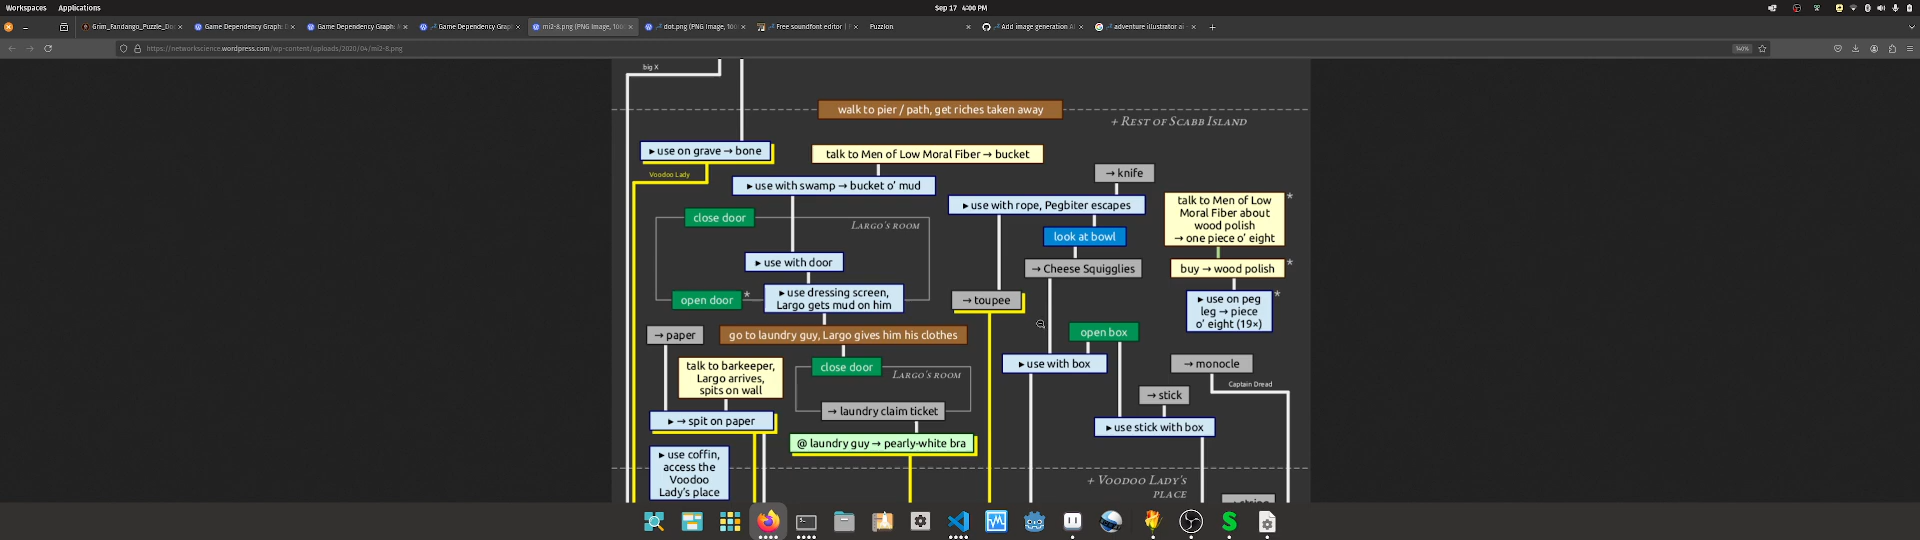 Workspaces Applications
Sep 17 4:00 PM
Grim_Fandango_Puzzle_Do
Game Dependency Graph:
Game Dependency Graph:
Game Dependency Graph
mi2-8.png (PNG Image, 100
dot.png (PNG Image, 100
Free soundfont editor |
Puzzlon
Add image generation
adventure illustrator ai -
https://networkscience.wordpress.com/wp-content/uploads/2020/04/mi2-8.png
140%
big X
walk to pier / path, get riches taken away
+ Rest of Scabb Island
▸ use on grave → bone
talk to Men of Low Moral Fiber → bucket
→ knife
Voodoo Lady
▸ use with swamp → bucket o’ mud
▸ use with rope, Pegbiter escapes
talk to Men of Low
Moral Fiber about
wood polish
→ one piece o’ eight
*
close door
Largo's room
look at bowl
▸ use with door
→ Cheese Squigglies
buy → wood polish
*
open door
*
▸ use dressing screen,
Largo gets mud on him
→ toupee
▸ use on peg
leg → piece
o’ eight (19×)
*
→ paper
go to laundry guy, Largo gives him his clothes
open box
talk to barkeeper,
Largo arrives,
spits on wall
close door
Largo's room
▸ use with box
→ monocle
Captain Dread
→ stick
→ laundry claim ticket
▸ → spit on paper
▸ use stick with box
@ laundry guy → pearly-white bra
▸ use coffin,
access the
Voodoo
Lady’s place
+ Voodoo Lady's
place
→ string